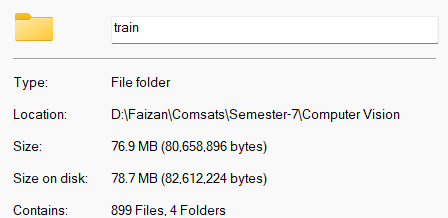 train
Type: File folder
Location: D:\Faizan\Comsats\Semester-7\Computer Vision
Size: 76.9 MB (80,658,896 bytes)
Size on disk: 78.7 MB (82,612,224 bytes)
Contains: 899 Files, 4 Folders